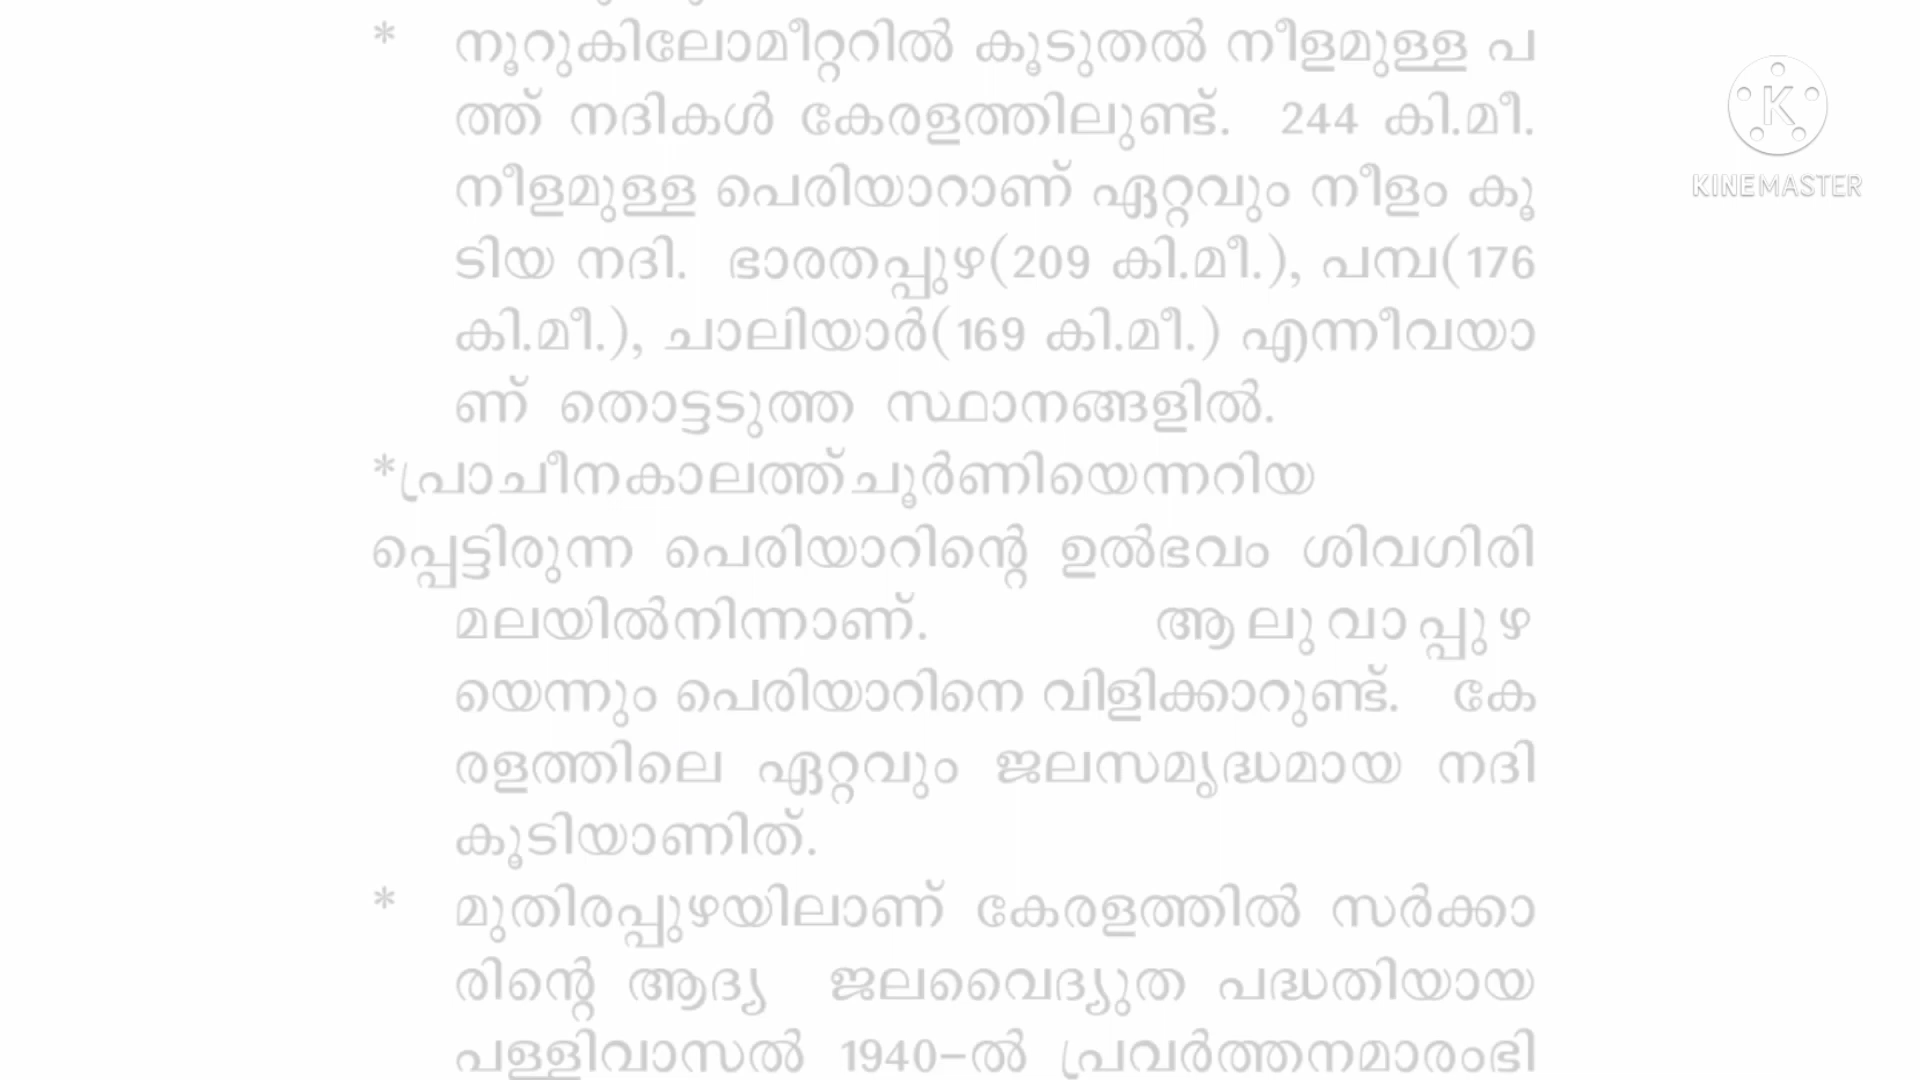 * നൂറുകിലോമീറ്ററിൽ കൂടുതൽ നീളമുള്ള പ
ത്ത് നദികൾ കേരളത്തിലുണ്ട്. 244 കി.മീ.
നീളമുള്ള പെരിയാറാണ് ഏറ്റവും നീളം കൂ
ടിയ നദി. ഭാരതപ്പുഴ(209 കി.മീ.), പമ്പ(176
കി.മീ.), ചാലിയാർ(169 കി.മീ.) എന്നീവയാ
ണ് തൊട്ടടുത്ത സ്ഥാനങ്ങളിൽ.
*പ്രാചീനകാലത്ത്ചൂർണിയെന്നറിയ
പ്പെട്ടിരുന്ന പെരിയാറിന്റെ ഉൽഭവം ശിവഗിരി
മലയിൽനിന്നാണ്. ആലുവാപ്പുഴ
യെന്നും പെരിയാറിനെ വിളിക്കാറുണ്ട്. കേ
രളത്തിലെ ഏറ്റവും ജലസമൃദ്ധമായ നദി
കൂടിയാണിത്.
* മുതിരപ്പുഴയിലാണ് കേരളത്തിൽ സർക്കാ
രിന്റെ ആദ്യ ജലവൈദ്യുത പദ്ധതിയായ
പള്ളിവാസൽ 1940-ൽ പ്രവർത്തനമാരംഭി
K
KINEMASTER